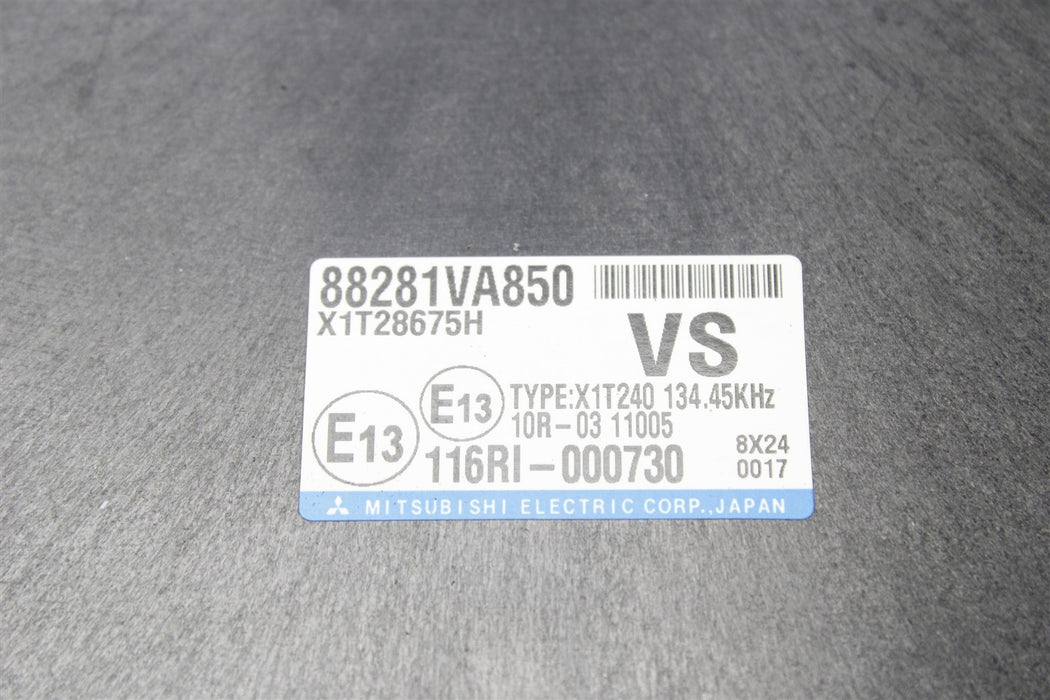 88281VA850
X1T28675H
VS
E13
E13
TYPE:X1T240 134.45KHz
10R-03 11005
116RI-000730
8X24
0017
MITSUBISHI ELECTRIC CORP.,JAPAN